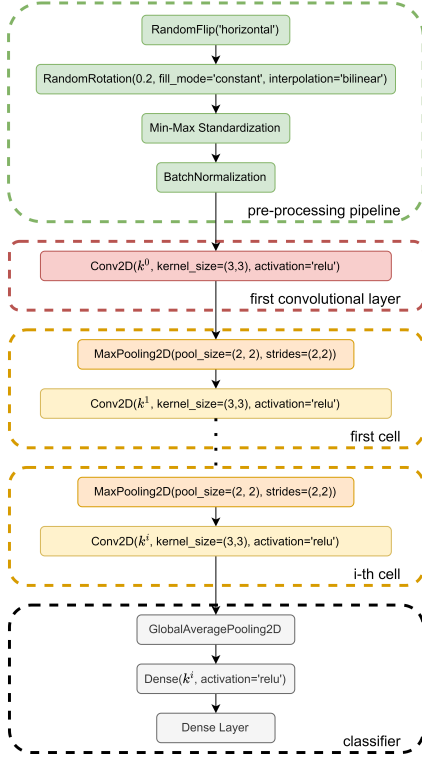 RandomFlip('horizontal')
RandomRotation(0.2, fill_mode='constant', interpolation='bilinear')
Min-Max Standardization
BatchNormalization
pre-processing pipeline
Conv2D(k⁰, kernel_size=(3,3), activation='relu')
first convolutional layer
MaxPooling2D(pool_size=(2, 2), strides=(2,2))
Conv2D(k¹, kernel_size=(3,3), activation='relu')
first cell
MaxPooling2D(pool_size=(2, 2), strides=(2,2))
Conv2D(kⁱ, kernel_size=(3,3), activation='relu')
i-th cell
GlobalAveragePooling2D
Dense(kⁱ, activation='relu')
Dense Layer
classifier